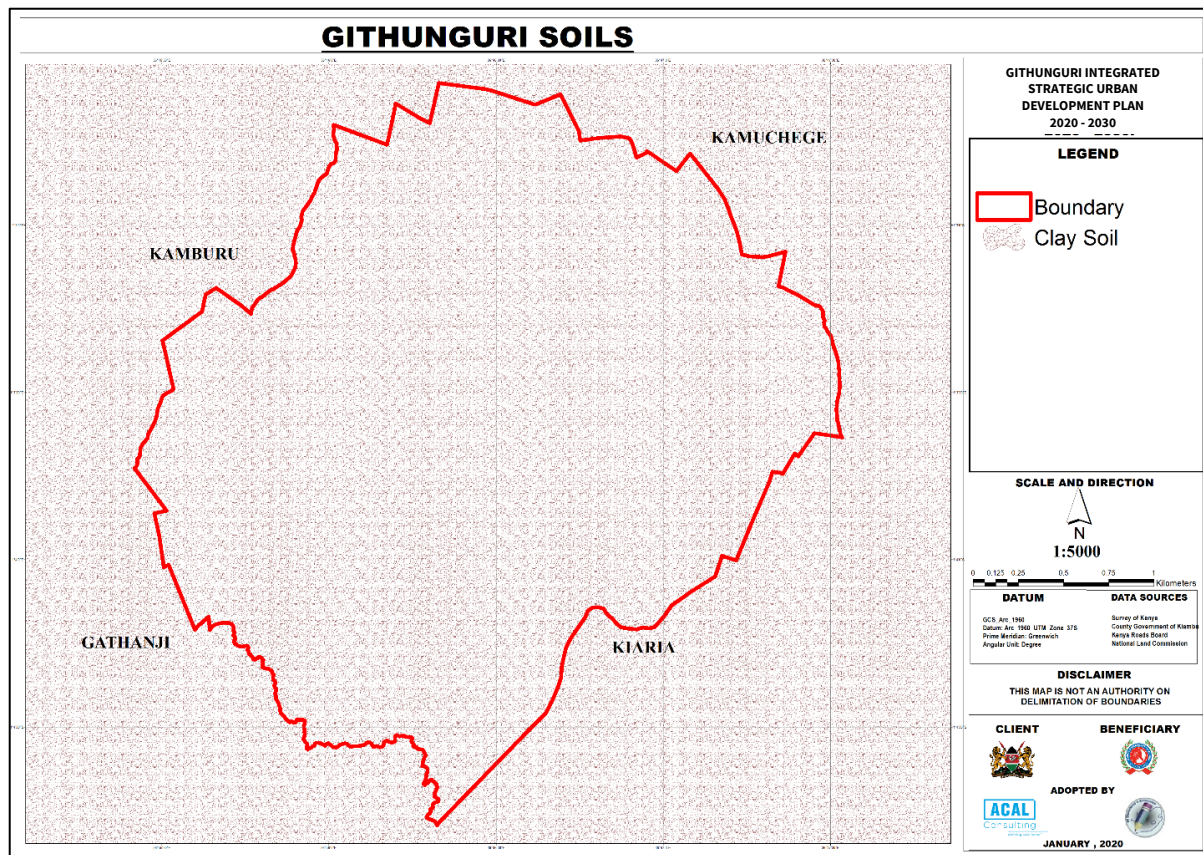 GITHUNGURI SOILS
KAMUCHEGE
KAMBURU
GATHANJI
KIARIA
GITHUNGURI INTEGRATED
STRATEGIC URBAN
DEVELOPMENT PLAN
2020 - 2030
LEGEND
Boundary
Clay Soil
SCALE AND DIRECTION
N
1:5000
0 0.125 0.25 0.5 0.75 1
Kilometers
DATUM
GCS_Arc_1960
Datum: Arc 1960 UTM Zone 37S
Prime Meridian: Greenwich
Angular Unit: Degree
DATA SOURCES
Survey of Kenya
County Government of Kiambu
Kenya Roads Board
National Land Commission
DISCLAIMER
THIS MAP IS NOT AN AUTHORITY ON
DELIMITATION OF BOUNDARIES
CLIENT
BENEFICIARY
ADOPTED BY
ACAL
Consulting
JANUARY , 2020